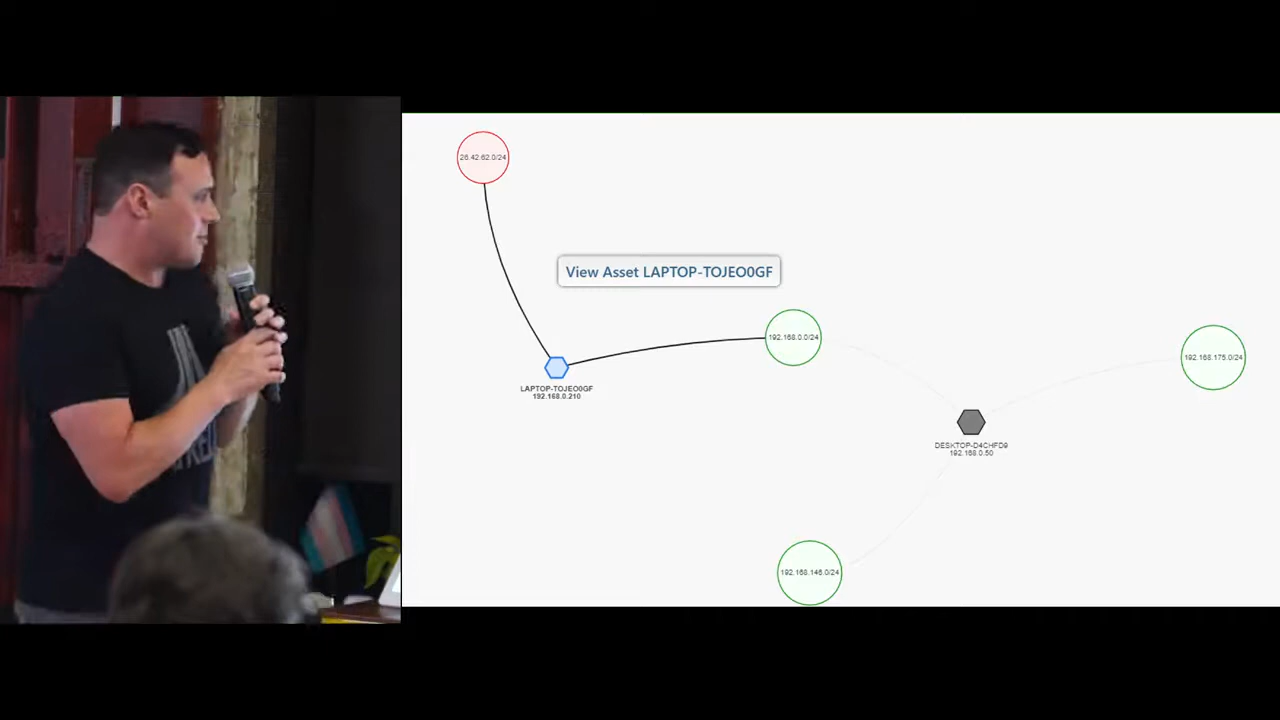 26.42.62.0/24
View Asset LAPTOP-TOJEO0GF
192.168.0.0/24
192.168.175.0/24
LAPTOP-TOJEO0GF
192.168.0.210
DESKTOP-D4CHFD9
192.168.0.50
192.168.146.0/24